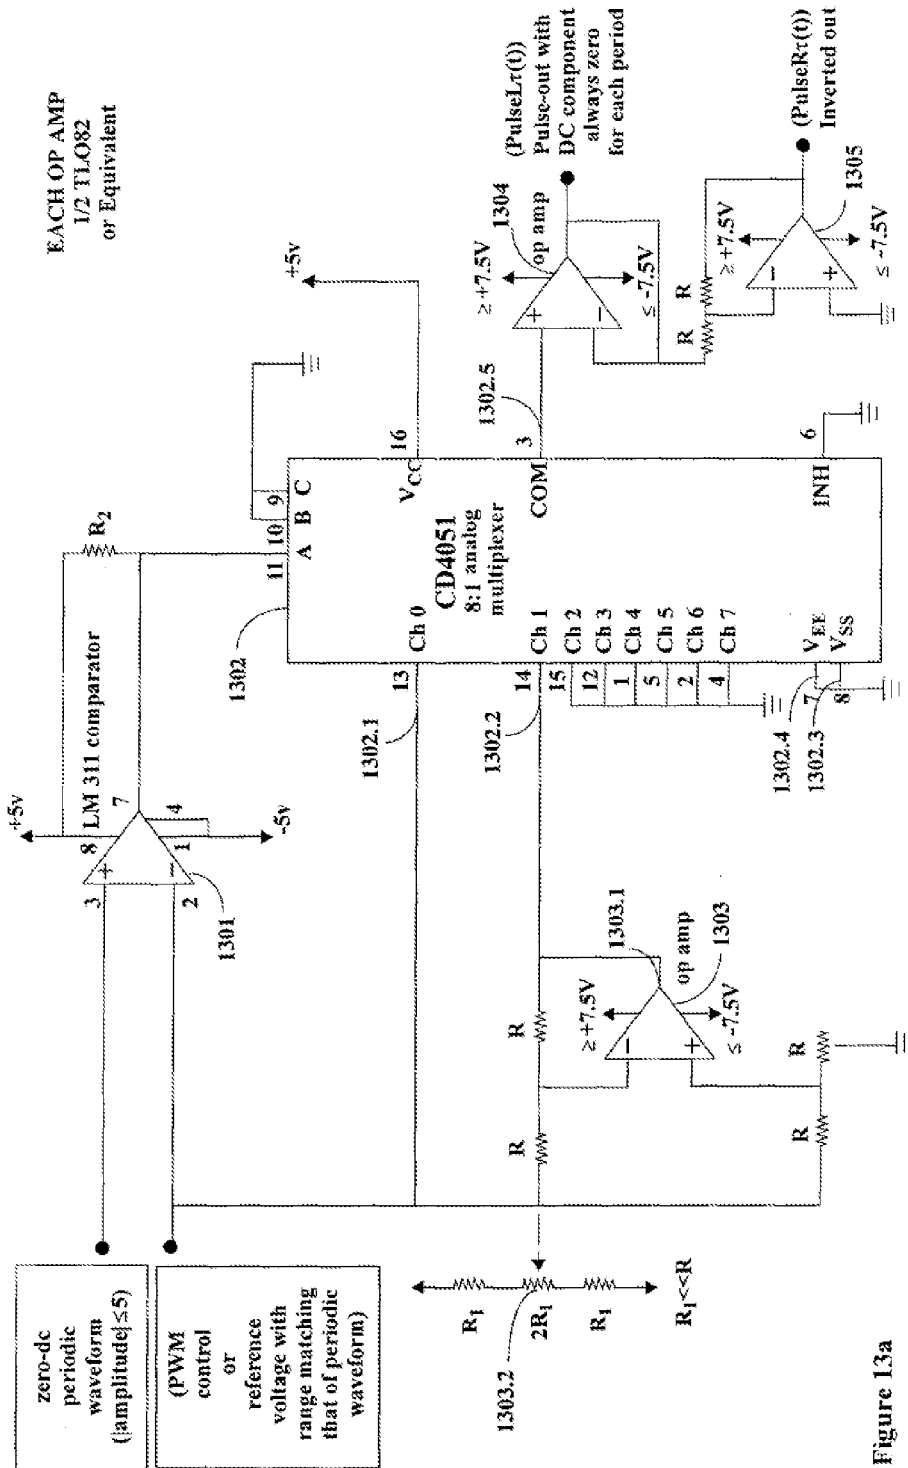 EACH OP AMP
1/2 TLO82
or Equivalent
zero-dc
periodic
waveform
(|amplitude|≤5)
(PWM
control
or
reference
voltage with
range matching
that of periodic
waveform)
3
2
+
−
1301
+5v
8
LM 311 comparator
7
4
1
-5v
R2
1302
11
10
9
A
B
C
+5v
16
VCC
13
Ch 0
1302.1
CD4051
8:1 analog
multiplexer
14
Ch 1
1302.2
15
Ch 2
12
Ch 3
1
Ch 4
5
Ch 5
2
Ch 6
4
Ch 7
VEE
VSS
7
8
1302.4
1302.3
COM
3
1302.5
INH
6
≥+7.5V
op amp
1304
+
−
≤ -7.5V
(PulseLτ(t))
Pulse-out with
DC component
always zero
for each period
R
R
≥+7.5V
−
+
≤ -7.5V
1305
(PulseRτ(t))
Inverted out
R1
2R1
R1
1303.2
R1<<R
R
R
≥+7.5V
−
+
≤ -7.5V
1303.1
op amp
1303
R
R
Figure 13a